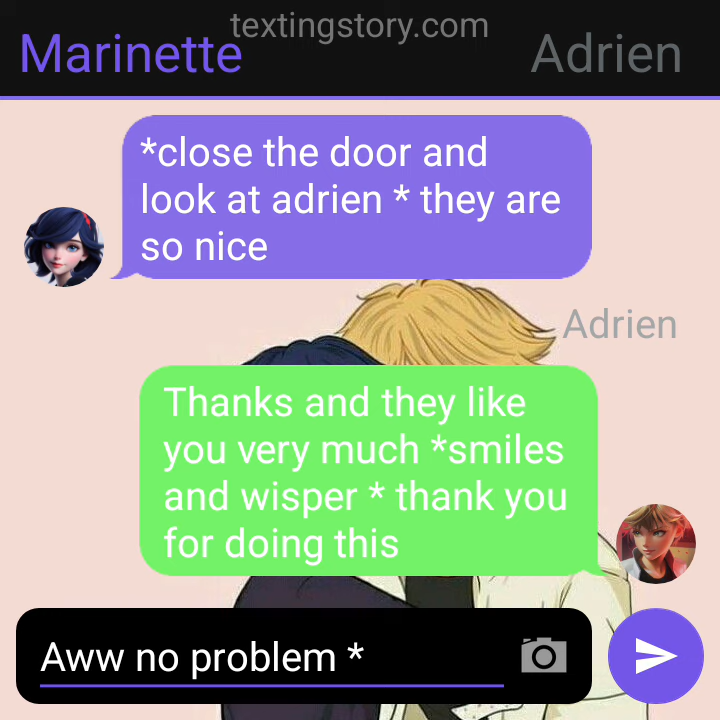 textingstory.com
Marinette
Adrien
*close the door and
look at adrien * they are
so nice
Adrien
Thanks and they like
you very much *smiles
and wisper * thank you
for doing this
Aww no problem *